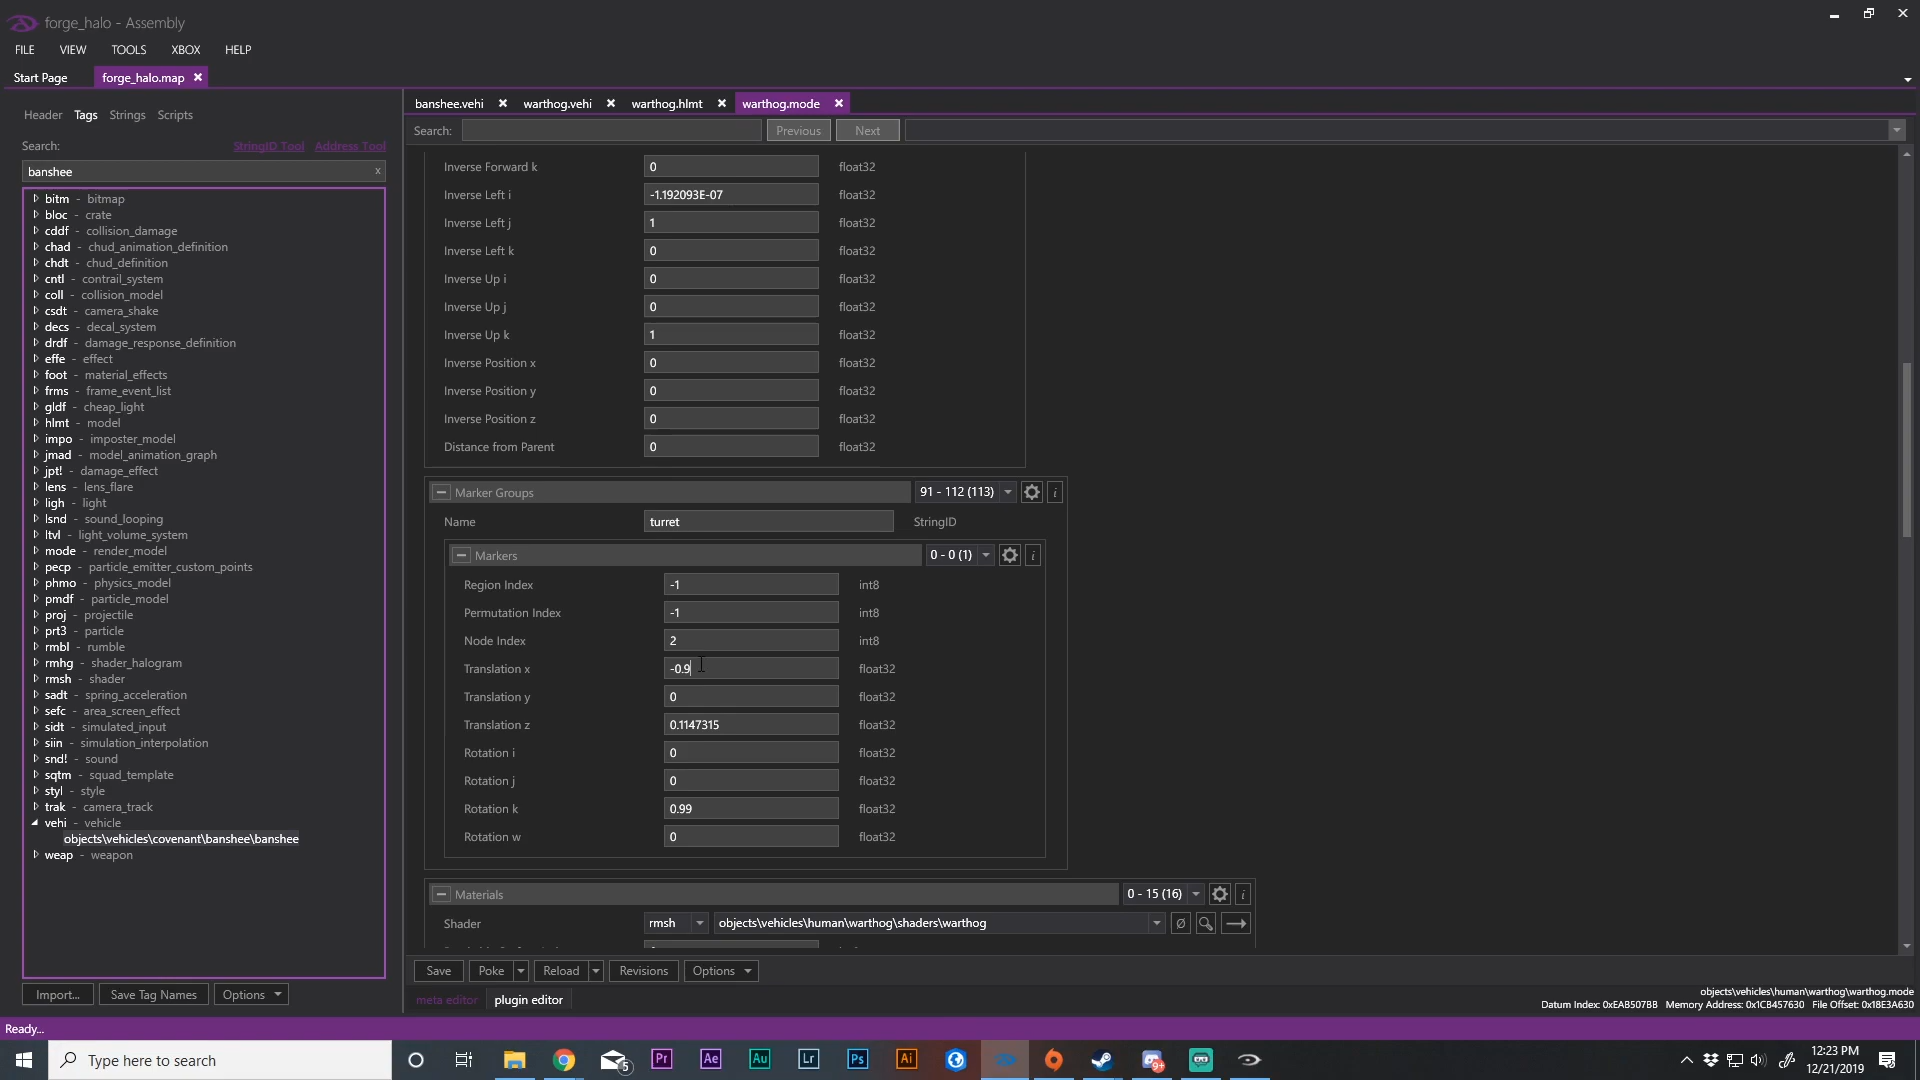 forge_halo - Assembly
FILE VIEW TOOLS XBOX HELP
Start Page forge_halo.map
Header Tags Strings Scripts
Search: StringID Tool Address Tool
banshee x
bitm - bitmap
bloc - crate
cddf - collision_damage
chad - chud_animation_definition
chdt - chud_definition
cntl - contrail_system
coll - collision_model
csdt - camera_shake
decs - decal_system
drdf - damage_response_definition
effe - effect
foot - material_effects
frms - frame_event_list
gldf - cheap_light
hlmt - model
impo - imposter_model
jmad - model_animation_graph
jpt! - damage_effect
lens - lens_flare
ligh - light
lsnd - sound_looping
ltvl - light_volume_system
mode - render_model
pecp - particle_emitter_custom_points
phmo - physics_model
pmdf - particle_model
proj - projectile
prt3 - particle
rmbl - rumble
rmhg - shader_halogram
rmsh - shader
sadt - spring_acceleration
sefc - area_screen_effect
sidt - simulated_input
siin - simulation_interpolation
snd! - sound
sqtm - squad_template
styl - style
trak - camera_track
vehi - vehicle
objects\vehicles\covenant\banshee\banshee
weap - weapon
Import... Save Tag Names Options
banshee.vehi warthog.vehi warthog.hlmt warthog.mode
Search: Previous Next
Inverse Forward k 0 float32
Inverse Left i -1.192093E-07 float32
Inverse Left j 1 float32
Inverse Left k 0 float32
Inverse Up i 0 float32
Inverse Up j 0 float32
Inverse Up k 1 float32
Inverse Position x 0 float32
Inverse Position y 0 float32
Inverse Position z 0 float32
Distance from Parent 0 float32
Marker Groups 91 - 112 (113) i
Name turret StringID
Markers 0 - 0 (1) i
Region Index -1 int8
Permutation Index -1 int8
Node Index 2 int8
Translation x -0.9 float32
Translation y 0 float32
Translation z 0.1147315 float32
Rotation i 0 float32
Rotation j 0 float32
Rotation k 0.99 float32
Rotation w 0 float32
Materials 0 - 15 (16) i
Shader rmsh objects\vehicles\human\warthog\shaders\warthog
Save Poke Reload Revisions Options
meta editor plugin editor
objects\vehicles\human\warthog\warthog.mode
Datum Index: 0xEAB507BB Memory Address: 0x1CB457630 File Offset: 0x18E3A630
Ready...
Type here to search
5 Pr Ae Au Lr Ps Ai 9+
12:23 PM
12/21/2019